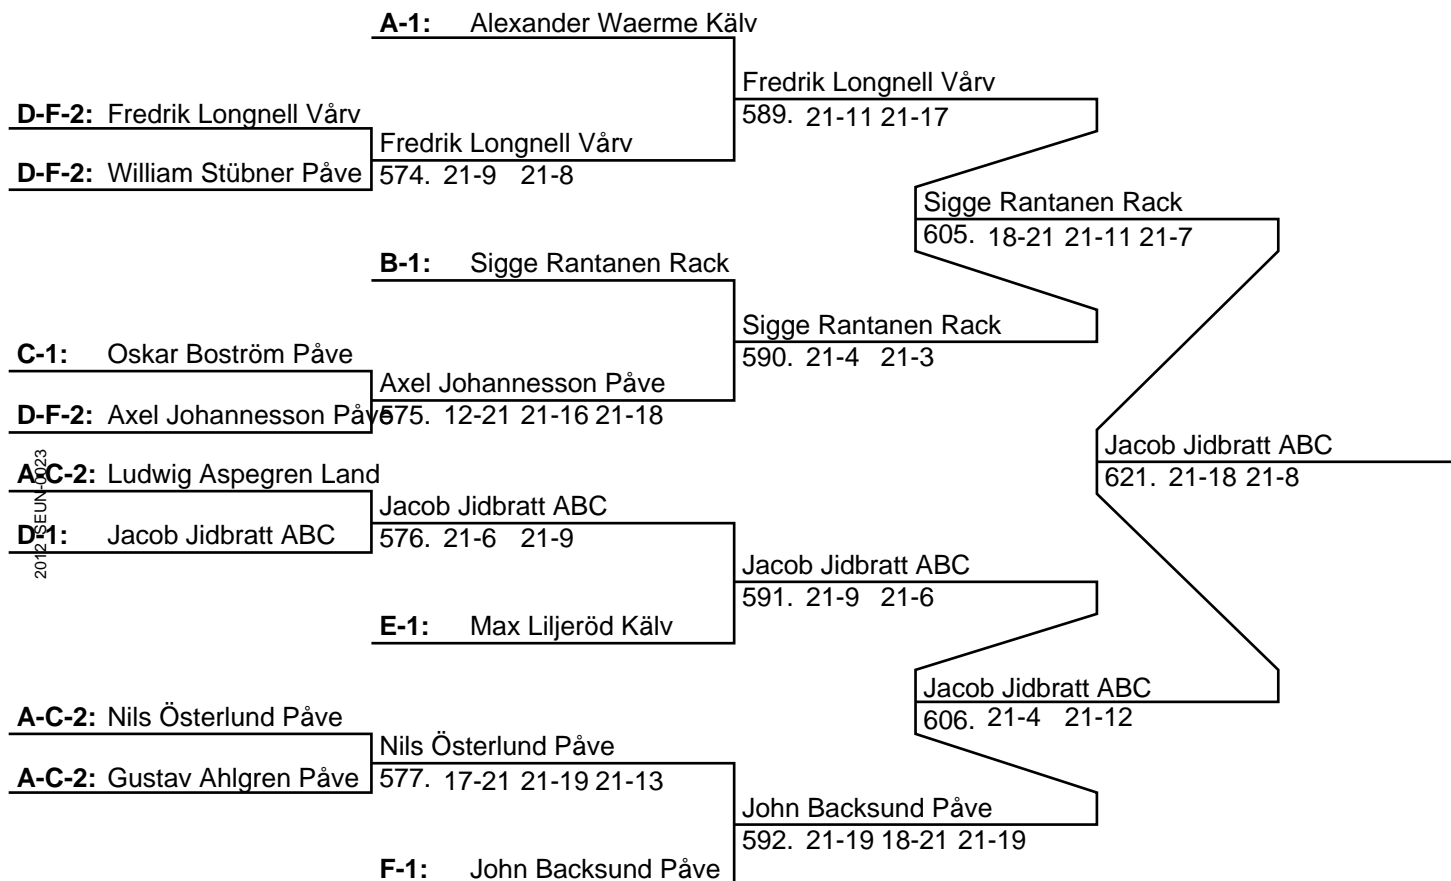 A-1: Alexander Waerme Kälv
Fredrik Longnell Vårv
589. 21-11 21-17
D-F-2: Fredrik Longnell Vårv
Fredrik Longnell Vårv
D-F-2: William Stübner Påve
574. 21-9 21-8
Sigge Rantanen Rack
605. 18-21 21-11 21-7
B-1: Sigge Rantanen Rack
Sigge Rantanen Rack
590. 21-4 21-3
C-1: Oskar Boström Påve
Axel Johannesson Påve
D-F-2: Axel Johannesson Påve
575. 12-21 21-16 21-18
Jacob Jidbratt ABC
621. 21-18 21-8
A-C-2: Ludwig Aspegren Land
Jacob Jidbratt ABC
D-1: Jacob Jidbratt ABC
576. 21-6 21-9
2012 SEUN-0023
Jacob Jidbratt ABC
591. 21-9 21-6
E-1: Max Liljeröd Kälv
Jacob Jidbratt ABC
606. 21-4 21-12
A-C-2: Nils Österlund Påve
Nils Österlund Påve
A-C-2: Gustav Ahlgren Påve
577. 17-21 21-19 21-13
John Backsund Påve
592. 21-19 18-21 21-19
F-1: John Backsund Påve